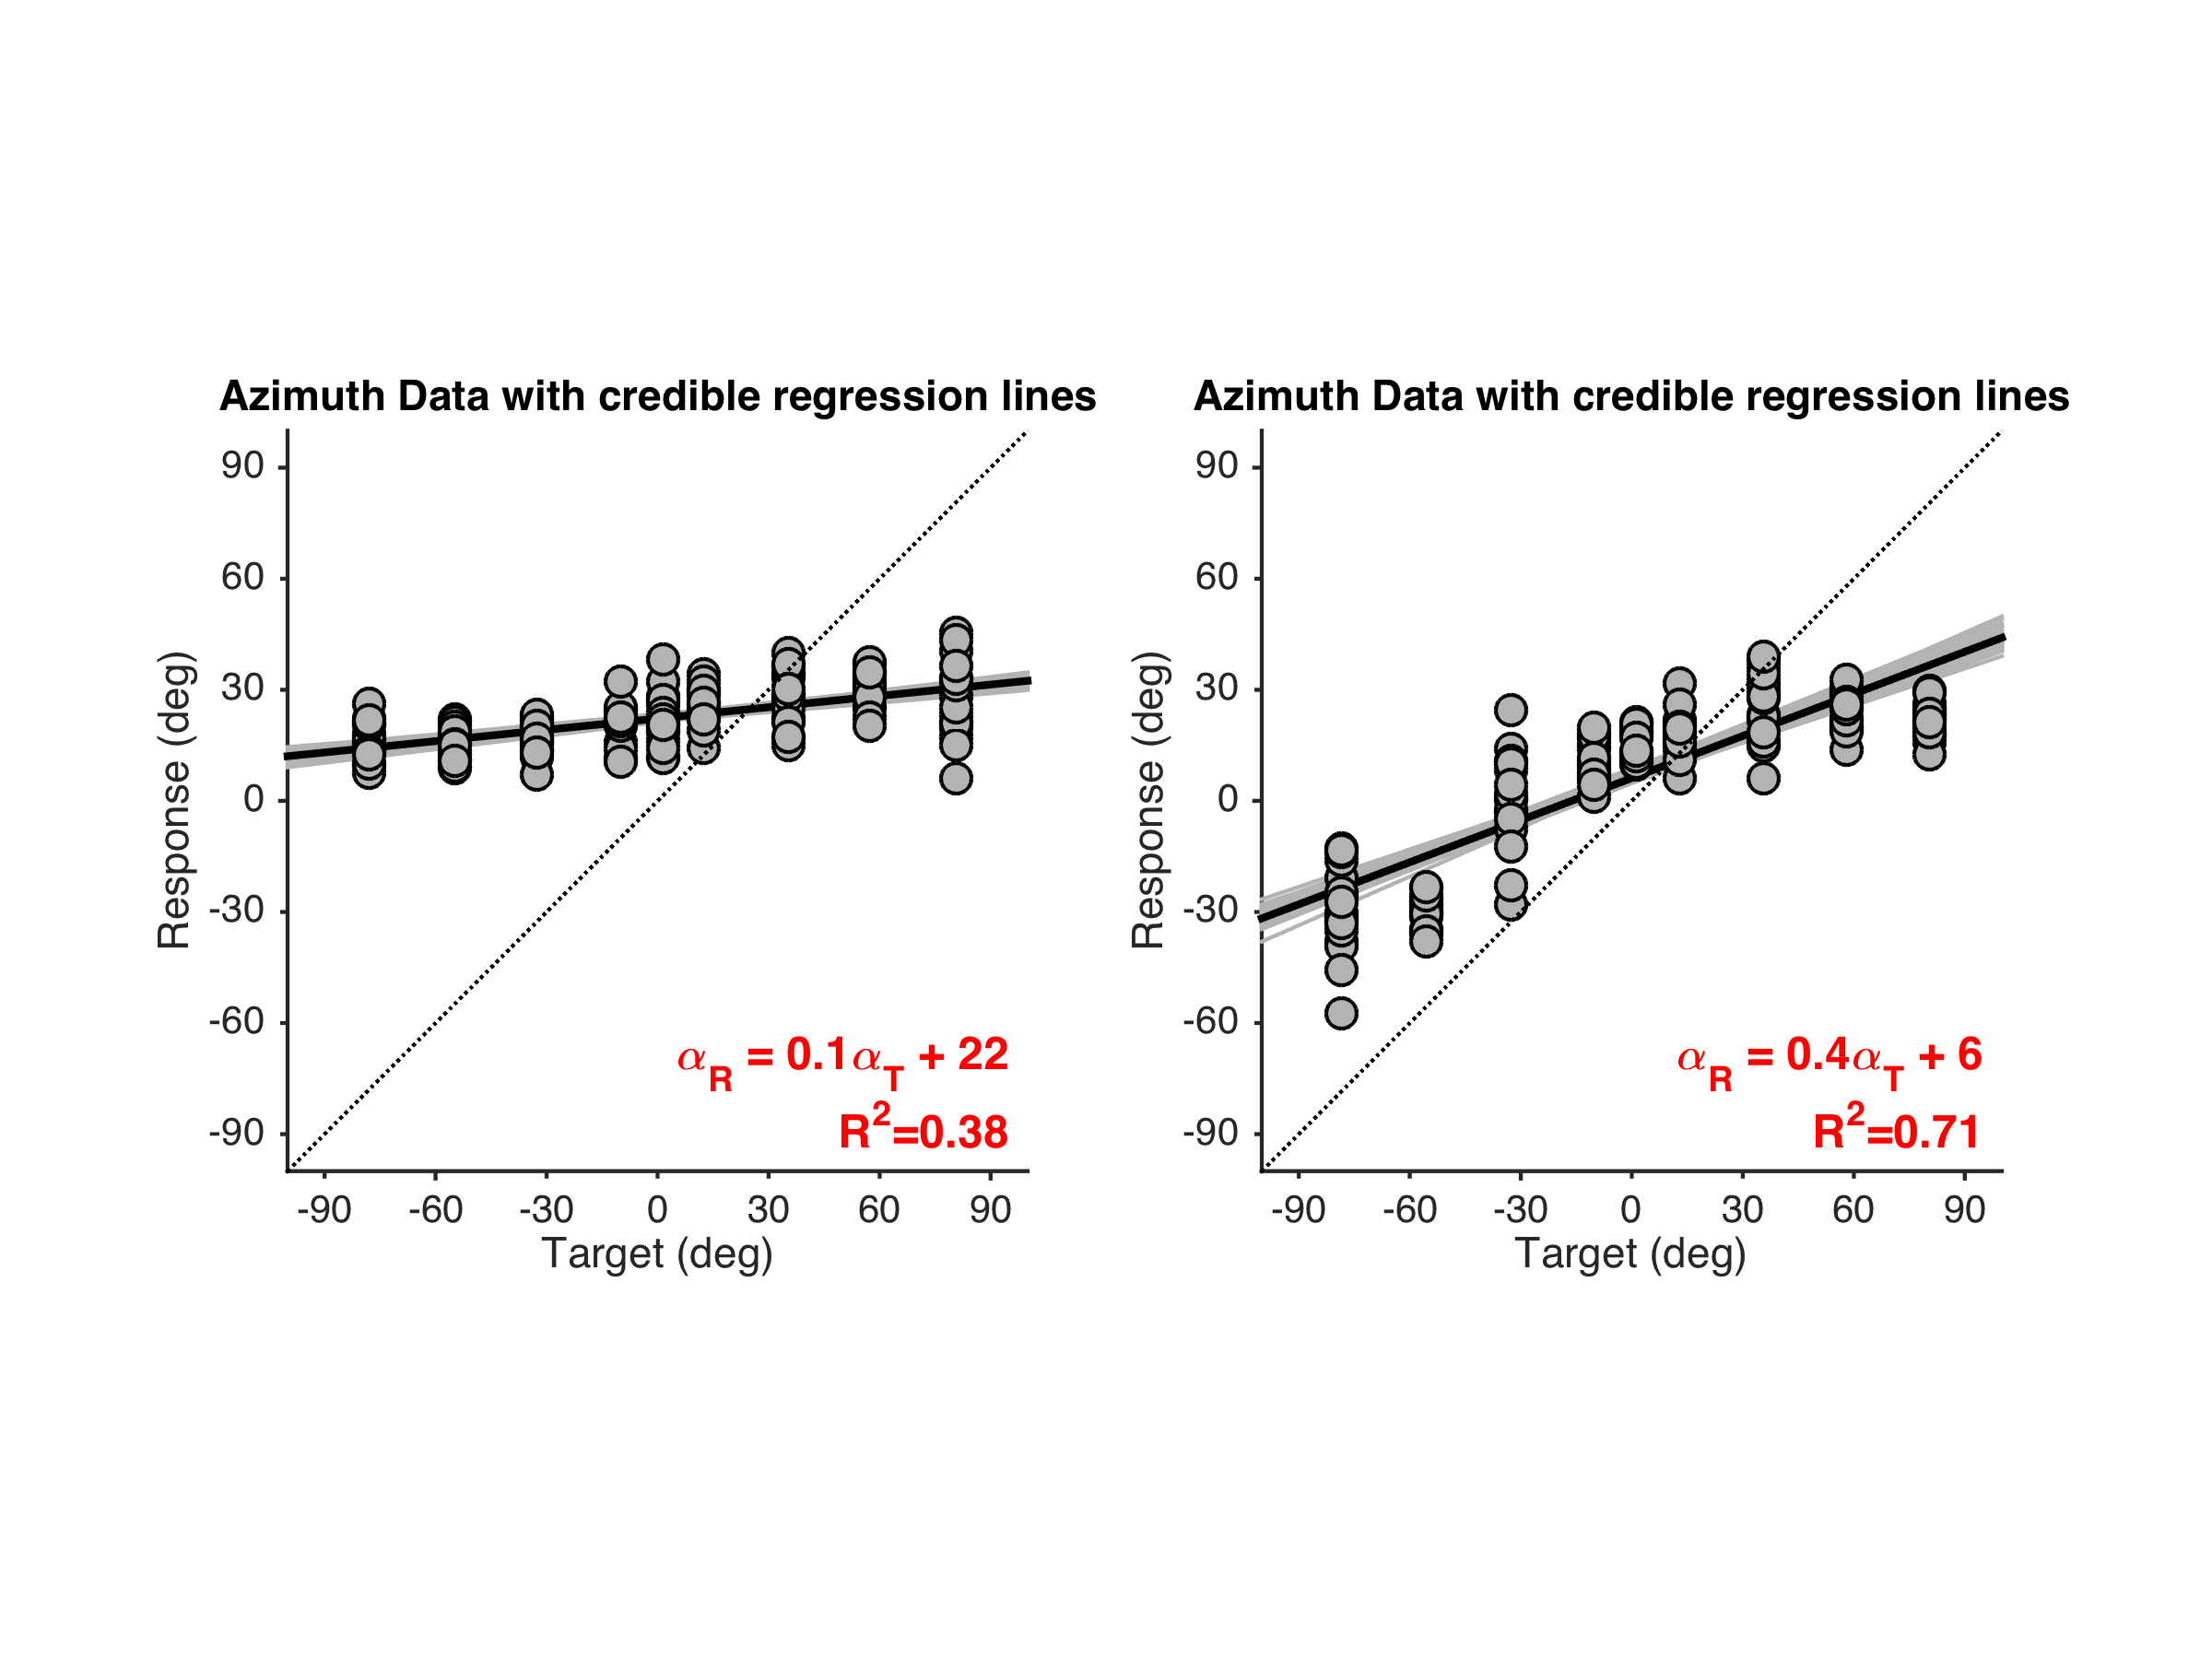 Azimuth Data with credible regression lines
90
60
30
0
-30
-60
-90
Response (deg)
αR = 0.1αT + 22
R²=0.38
-90 -60 -30 0 30 60 90
Target (deg)
Azimuth Data with credible regression lines
90
60
30
0
-30
-60
-90
Response (deg)
αR = 0.4αT + 6
R²=0.71
-90 -60 -30 0 30 60 90
Target (deg)